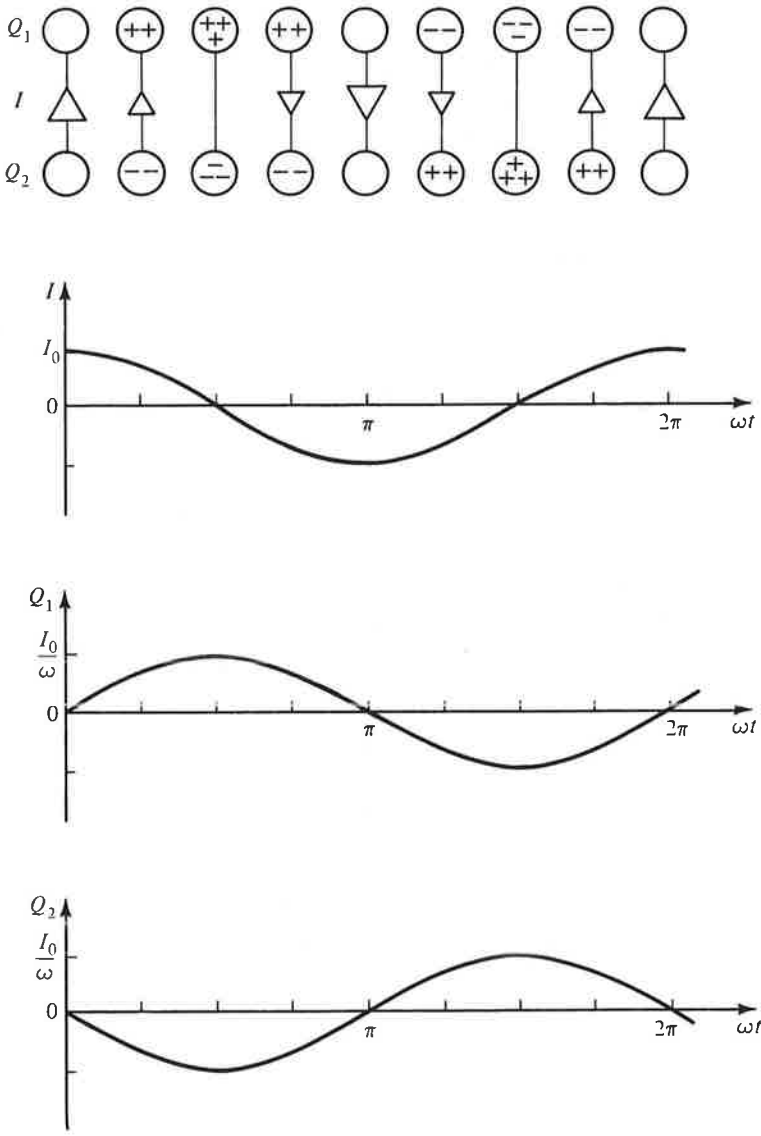 Q₁ ++ ++ + ++ −− −− − −−
I
Q₂ −− − −− −− ++ + ++ ++
I
I₀
0 π 2π ωt
Q₁
I₀
ω
0 π 2π ωt
Q₂
I₀
ω
0 π 2π ωt